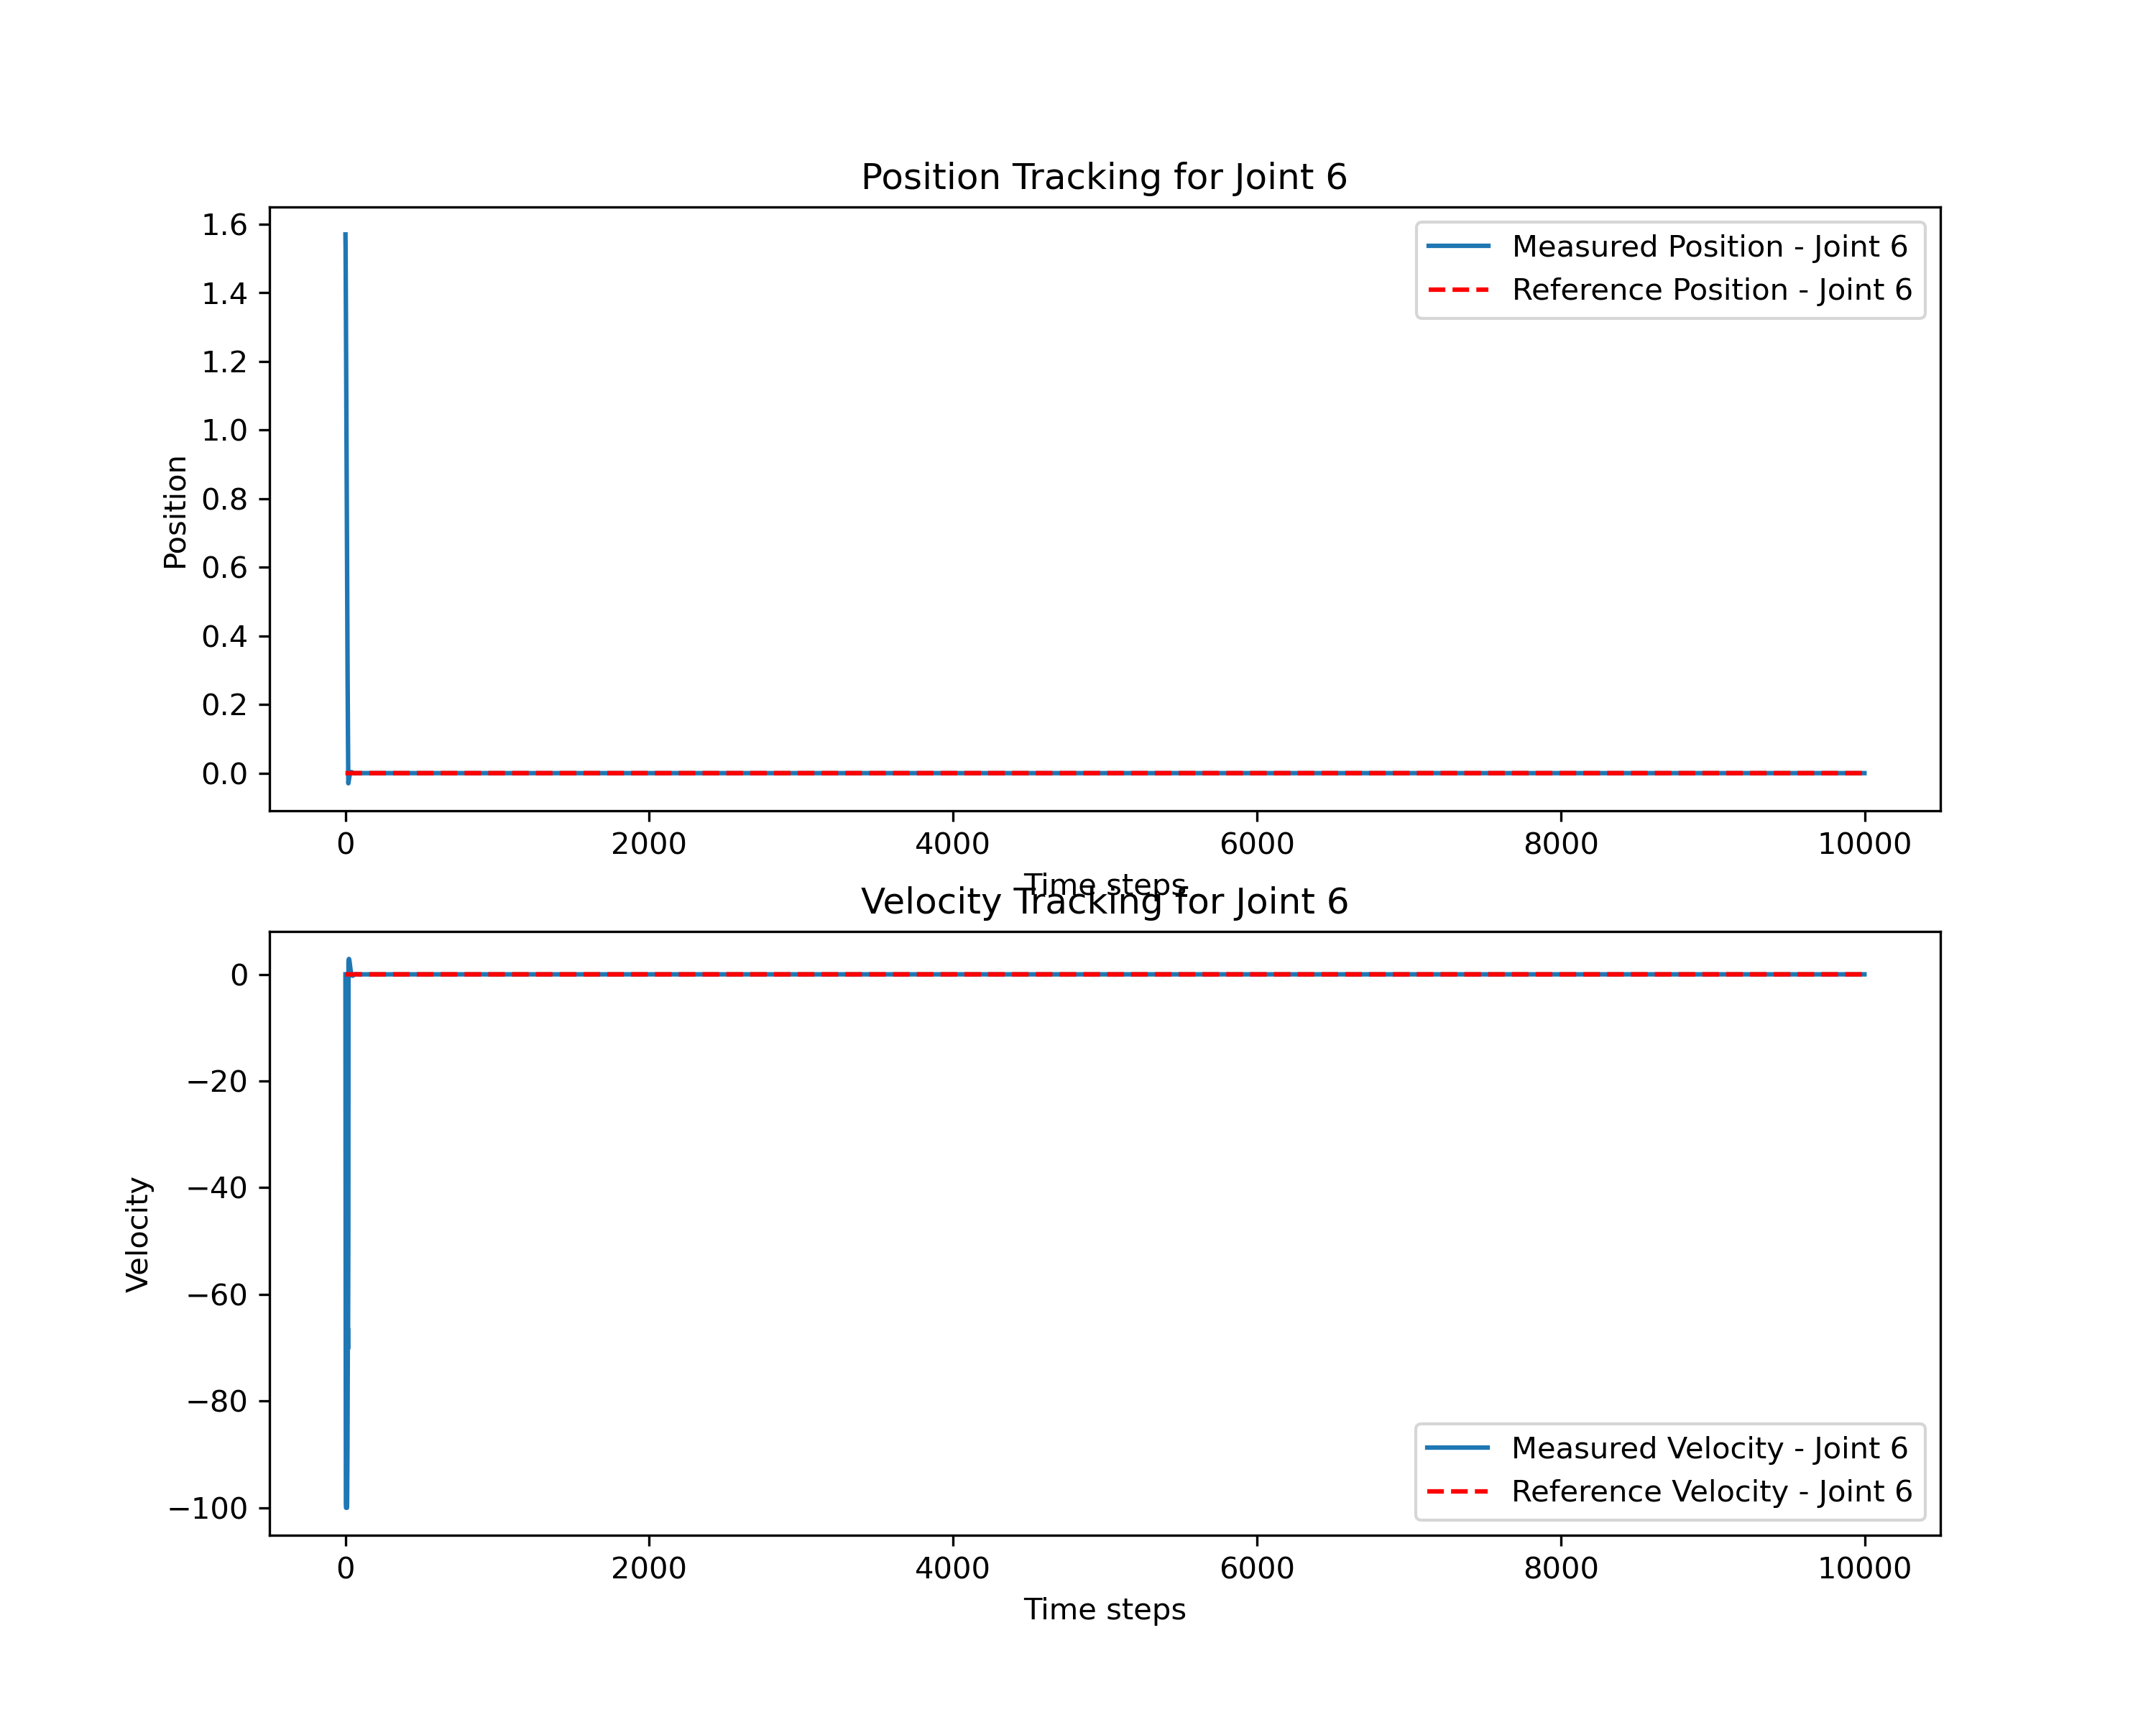 Position Tracking for Joint 6
1.6
1.4
1.2
1.0
0.8
0.6
0.4
0.2
0.0
Position
Measured Position - Joint 6
Reference Position - Joint 6
0 2000 4000 6000 8000 10000
Time steps
Velocity Tracking for Joint 6
0
−20
−40
−60
−80
−100
Velocity
Measured Velocity - Joint 6
Reference Velocity - Joint 6
0 2000 4000 6000 8000 10000
Time steps